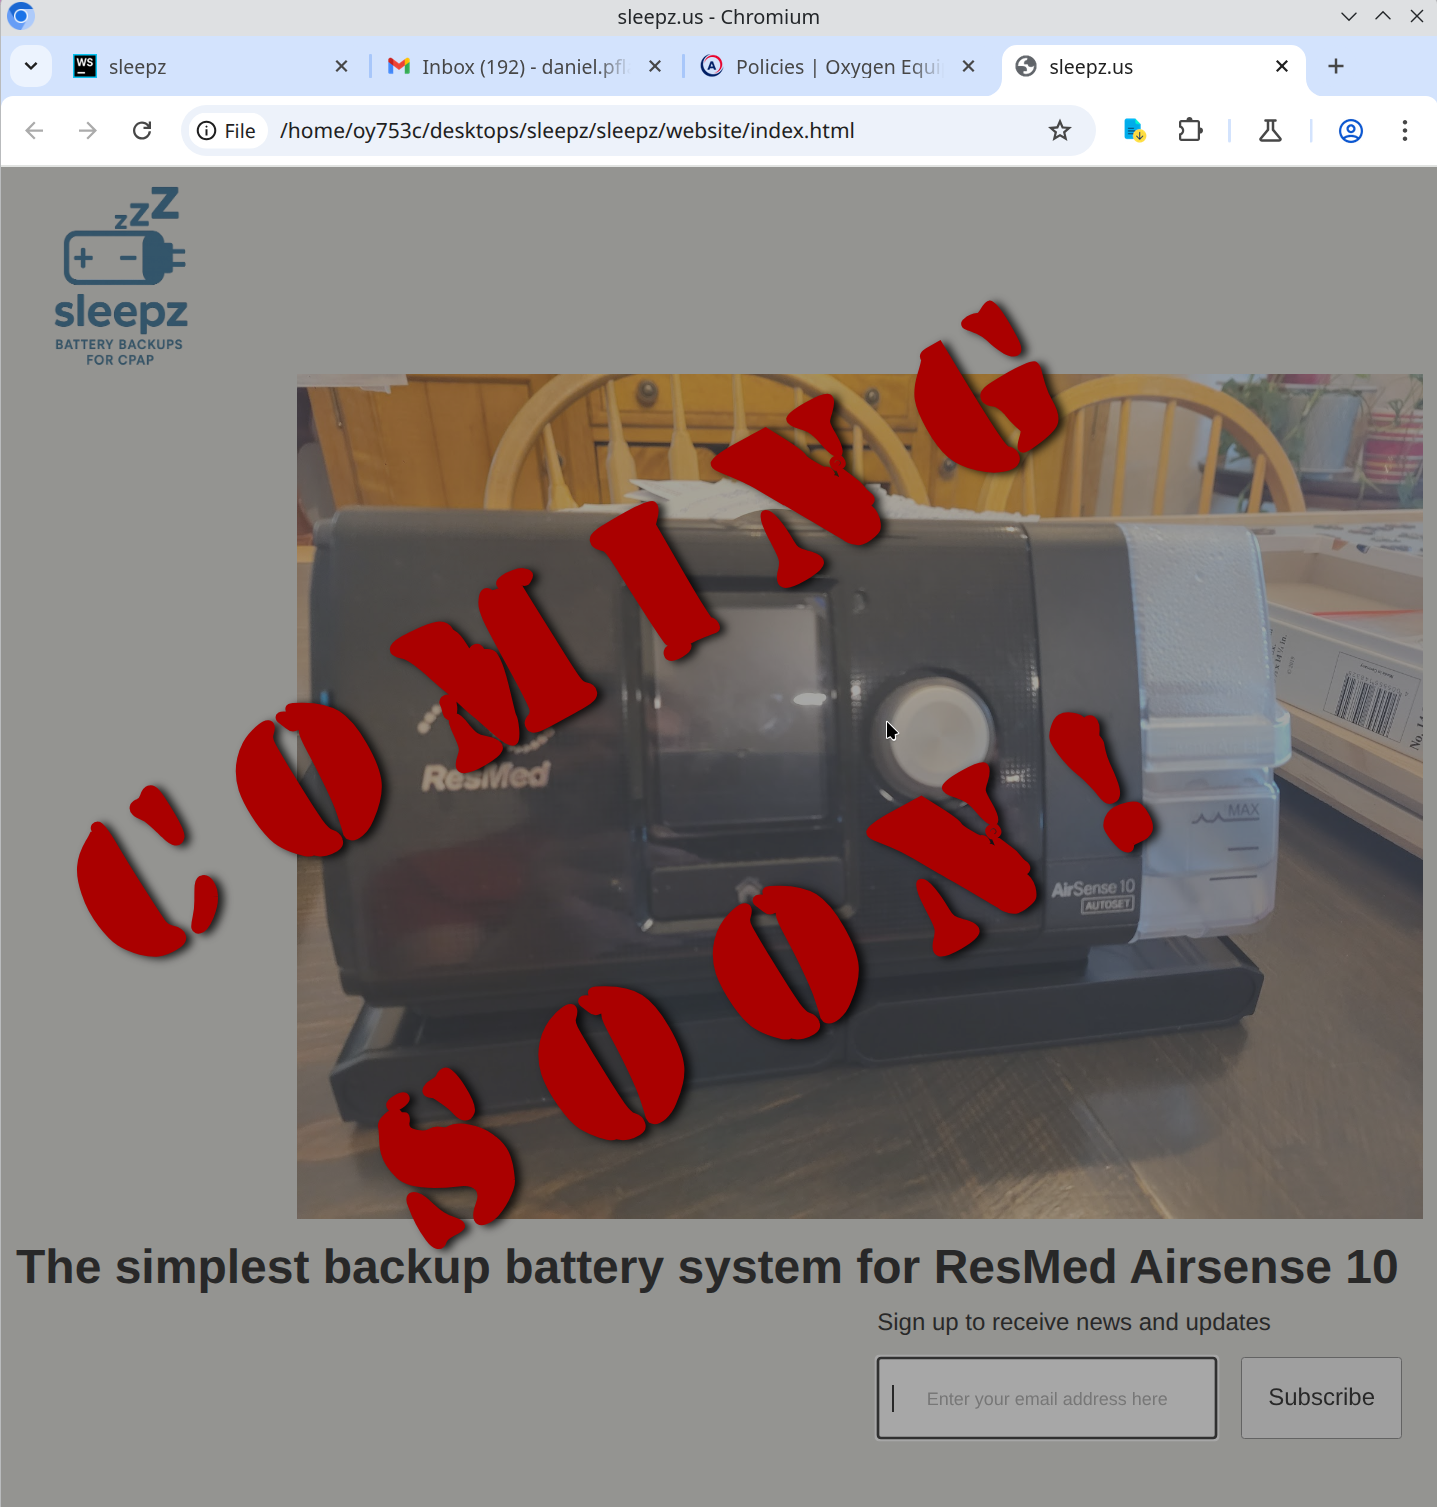 sleepz.us - Chromium
sleepz
Inbox (192) - daniel.pfl
Policies | Oxygen Equi
sleepz.us
File
/home/oy753c/desktops/sleepz/sleepz/website/index.html
zzZ
+ -
sleepz
BATTERY BACKUPS
FOR CPAP
COMING
SOON!
ResMed
MAX
AirSense 10
AUTOSET
No. 14
The simplest backup battery system for ResMed Airsense 10
Sign up to receive news and updates
Enter your email address here
Subscribe